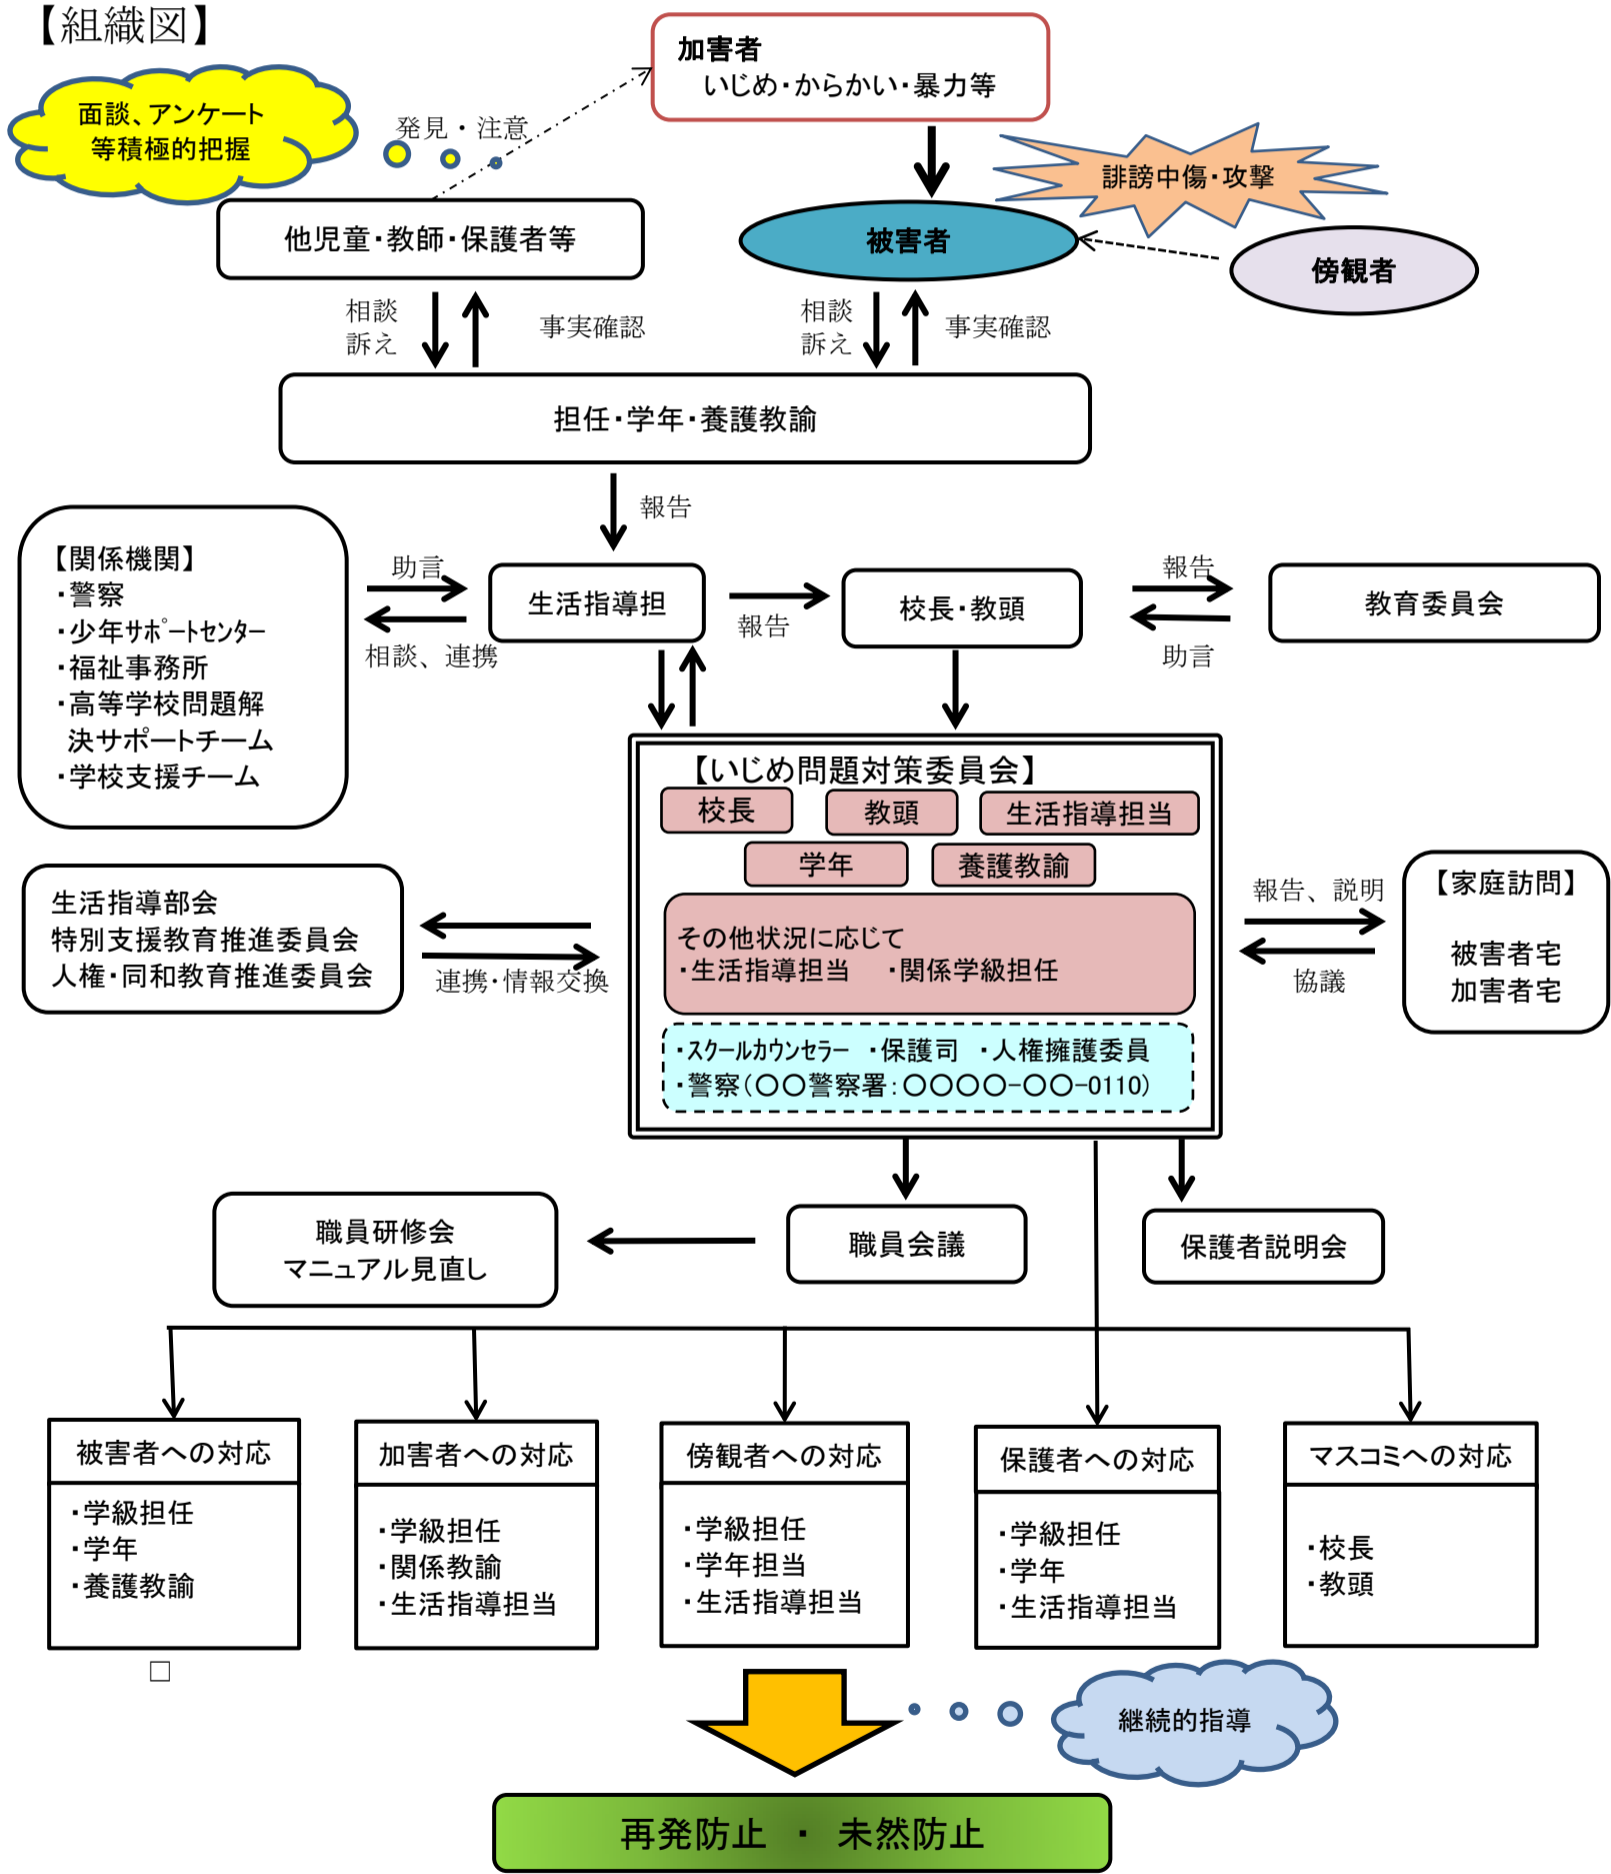 【組織図】
加害者
いじめ・からかい・暴力等
面談、アンケート
等積極的把握
発見・注意
誹謗中傷・攻撃
他児童・教師・保護者等
被害者
傍観者
相談
訴え
事実確認
相談
訴え
事実確認
担任・学年・養護教諭
報告
【関係機関】
・警察
・少年ｻﾎﾟｰﾄｾﾝﾀｰ
・福祉事務所
・高等学校問題解
決サポートチーム
・学校支援チーム
助言
相談、連携
生活指導担
報告
校長・教頭
報告
助言
教育委員会
【いじめ問題対策委員会】
校長
教頭
生活指導担当
学年
養護教諭
その他状況に応じて
・生活指導担当　・関係学級担任
・ｽｸｰﾙｶｳﾝｾﾗｰ　・保護司　・人権擁護委員
・警察（〇〇警察署：〇〇〇〇-〇〇-0110）
生活指導部会
特別支援教育推進委員会
人権・同和教育推進委員会
連携・情報交換
報告、説明
協議
【家庭訪問】
被害者宅
加害者宅
職員研修会
マニュアル見直し
職員会議
保護者説明会
被害者への対応
・学級担任
・学年
・養護教諭
加害者への対応
・学級担任
・関係教諭
・生活指導担当
傍観者への対応
・学級担任
・学年担当
・生活指導担当
保護者への対応
・学級担任
・学年
・生活指導担当
マスコミへの対応
・校長
・教頭
□
継続的指導
再発防止　・　未然防止